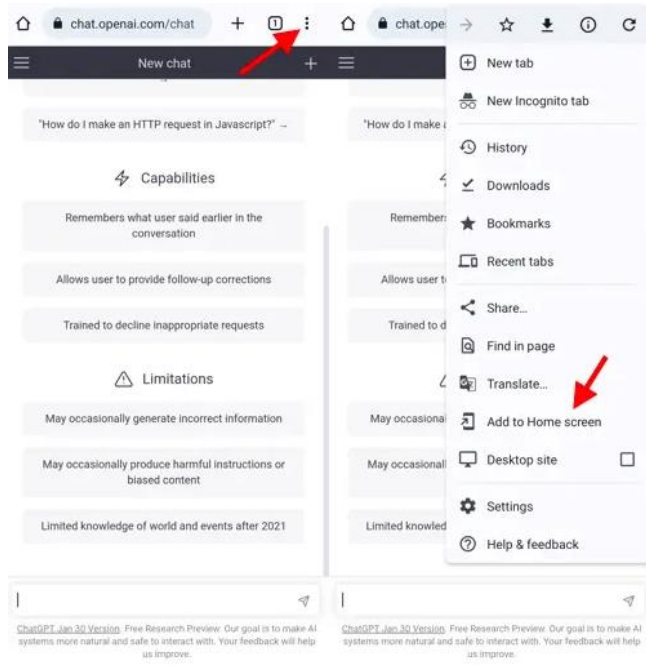 chat.openai.com/chat
1
New chat
"How do I make an HTTP request in Javascript?" →
Capabilities
Remembers what user said earlier in the
conversation
Allows user to provide follow-up corrections
Trained to decline inappropriate requests
Limitations
May occasionally generate incorrect information
May occasionally produce harmful instructions or
biased content
Limited knowledge of world and events after 2021
ChatGPT Jan 30 Version. Free Research Preview. Our goal is to make AI
systems more natural and safe to interact with. Your feedback will help
us improve.
chat.ope
"How do I make
Remember
Allows user t
Trained to d
May occasional
May occasionall
Limited knowled
New tab
New Incognito tab
History
Downloads
Bookmarks
Recent tabs
Share...
Find in page
Translate...
Add to Home screen
Desktop site
Settings
Help & feedback
ChatGPT Jan 30 Version. Free Research Preview. Our goal is to make AI
systems more natural and safe to interact with. Your feedback will help
us improve.